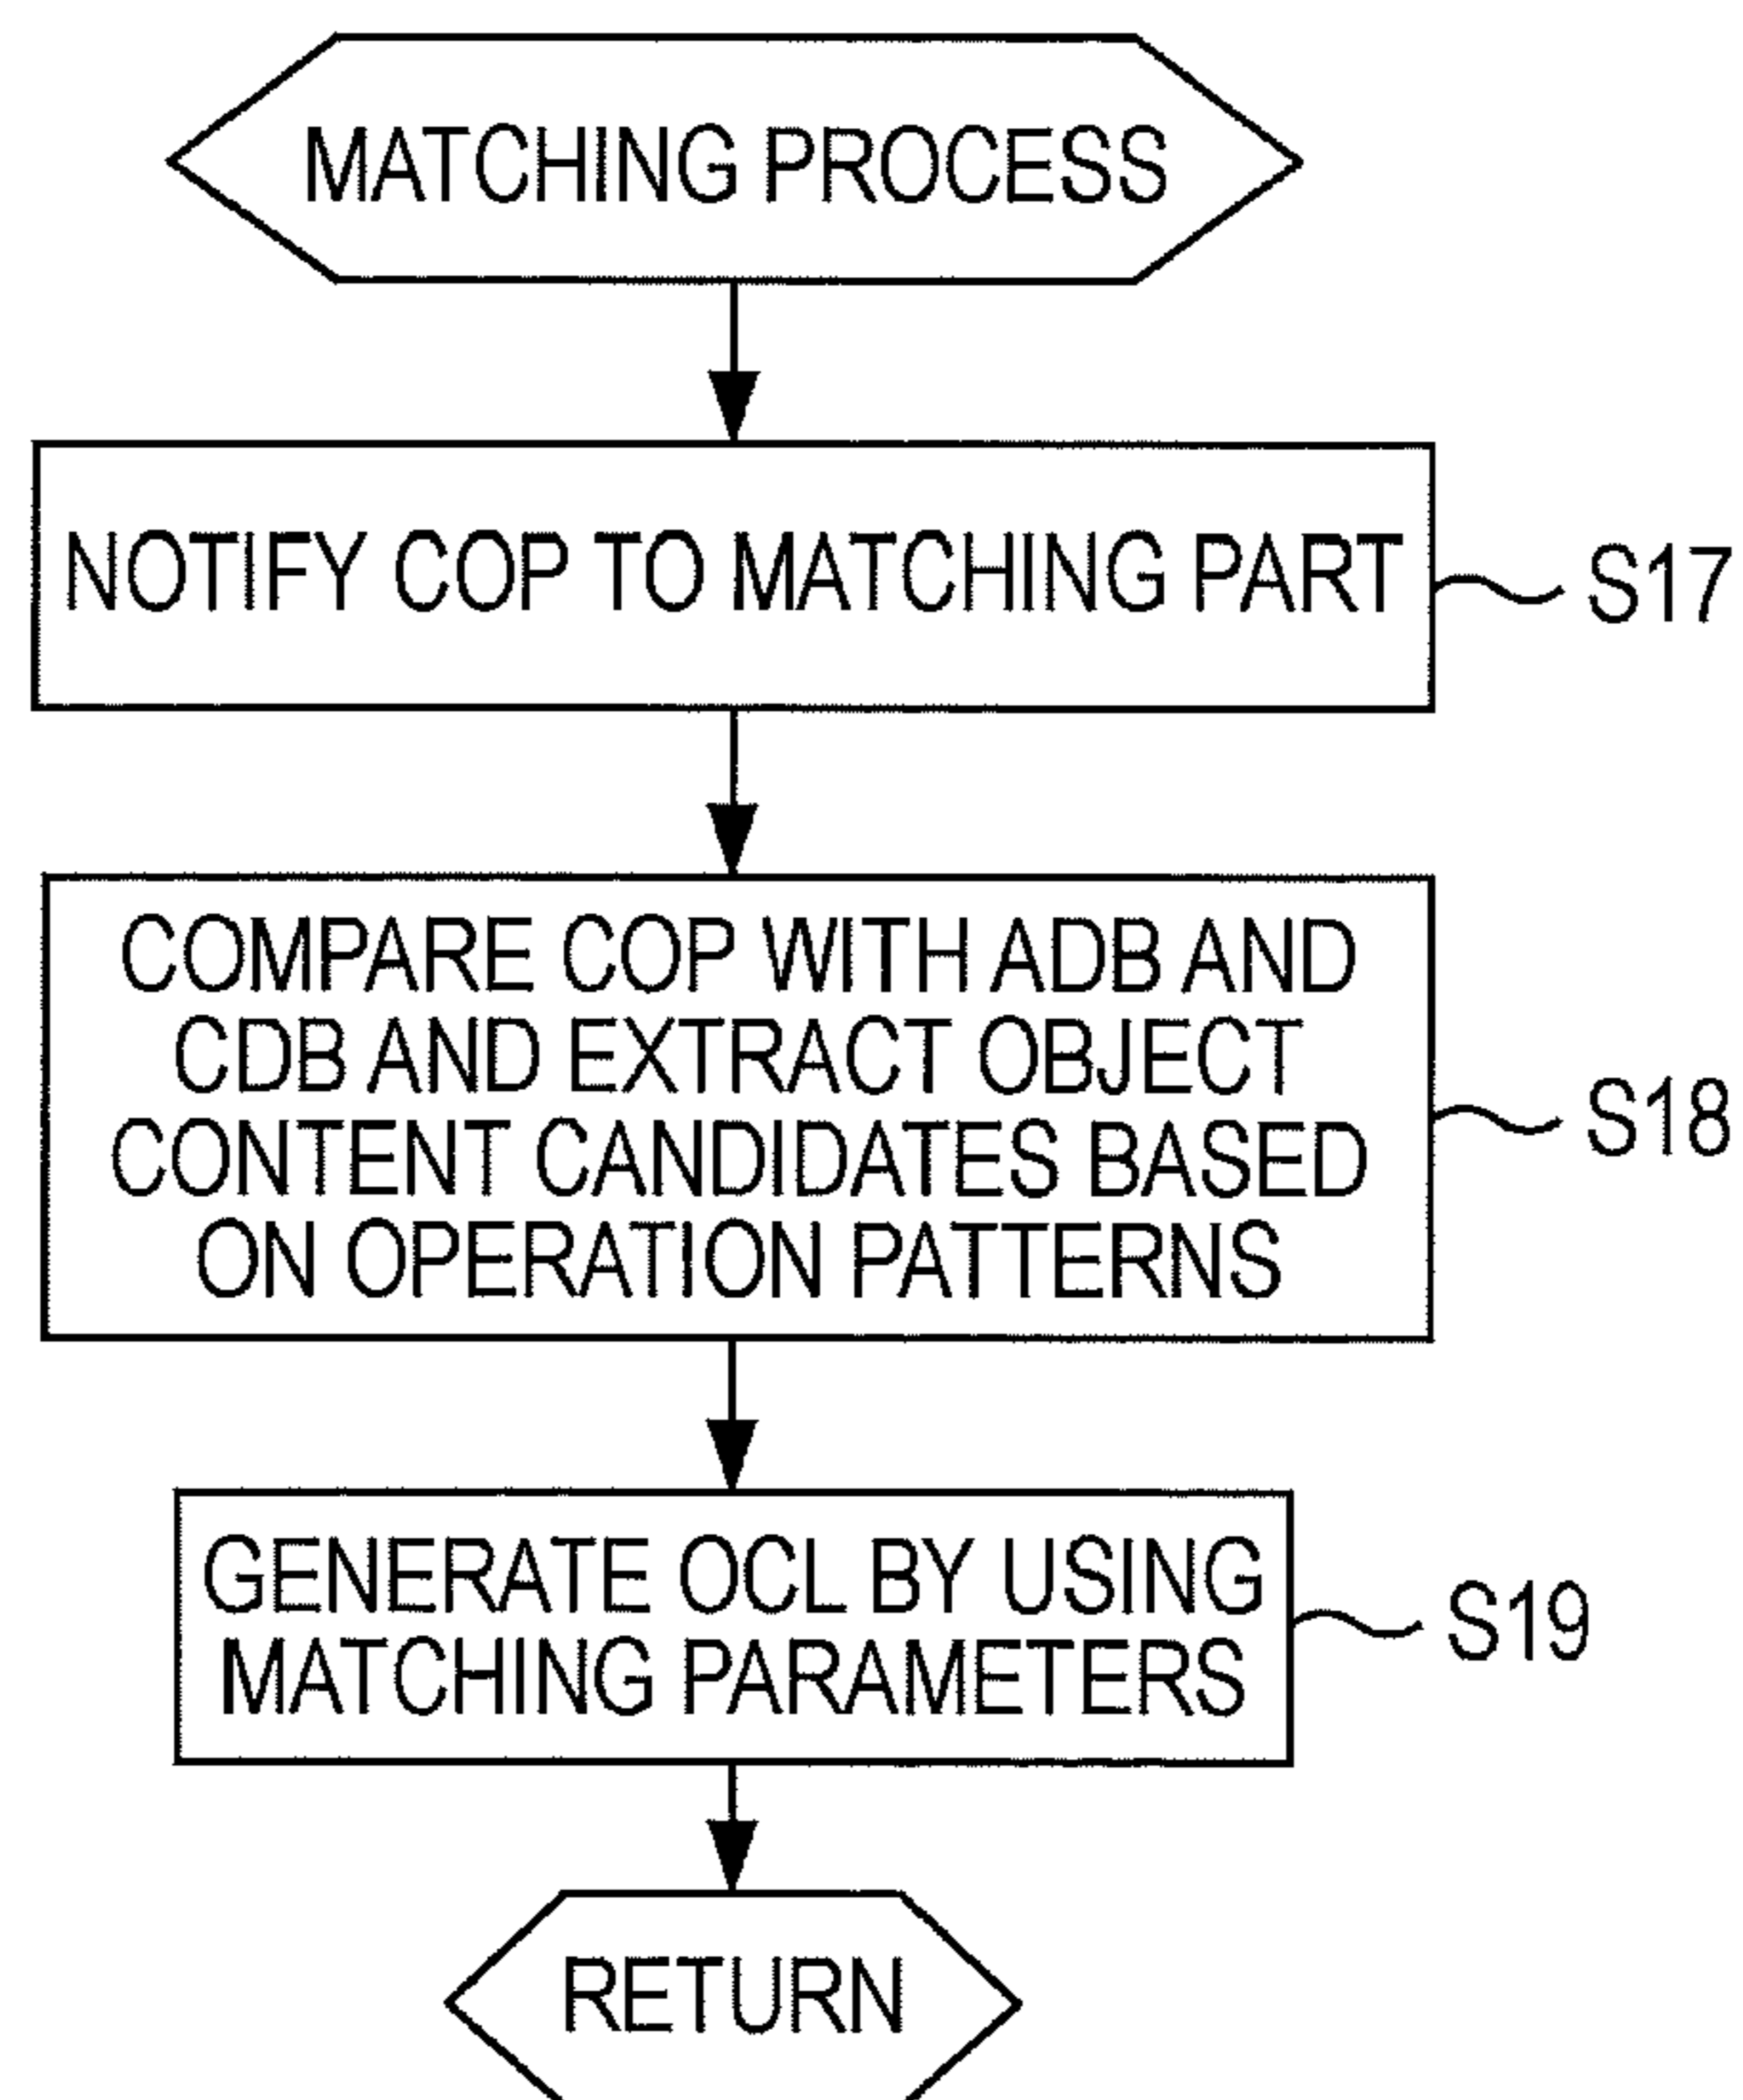 MATCHING PROCESS
NOTIFY COP TO MATCHING PART
S17
COMPARE COP WITH ADB AND
CDB AND EXTRACT OBJECT
CONTENT CANDIDATES BASED
ON OPERATION PATTERNS
S18
GENERATE OCL BY USING
MATCHING PARAMETERS
S19
RETURN